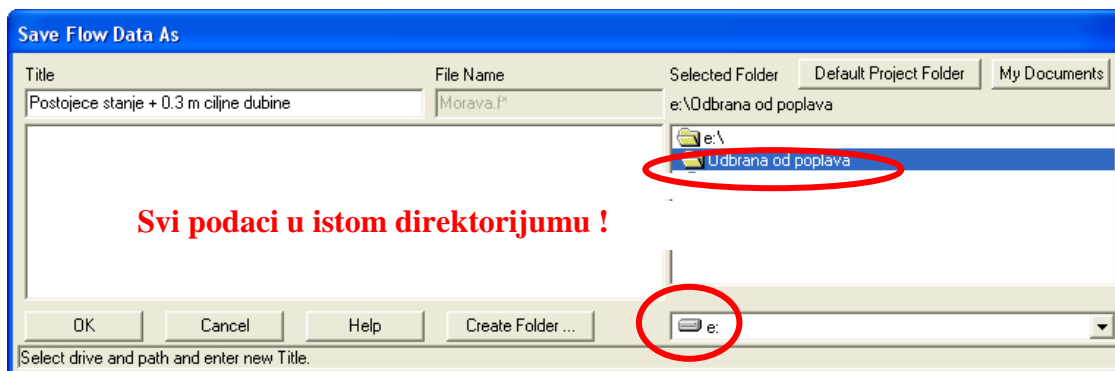 Save Flow Data As
Title
File Name
Selected Folder
Default Project Folder
My Documents
Postojece stanje + 0.3 m ciljne dubine
Morava.f*
e:\Odbrana od poplava
e:\
Odbrana od poplava
Svi podaci u istom direktorijumu !
OK
Cancel
Help
Create Folder ...
e:
Select drive and path and enter new Title.